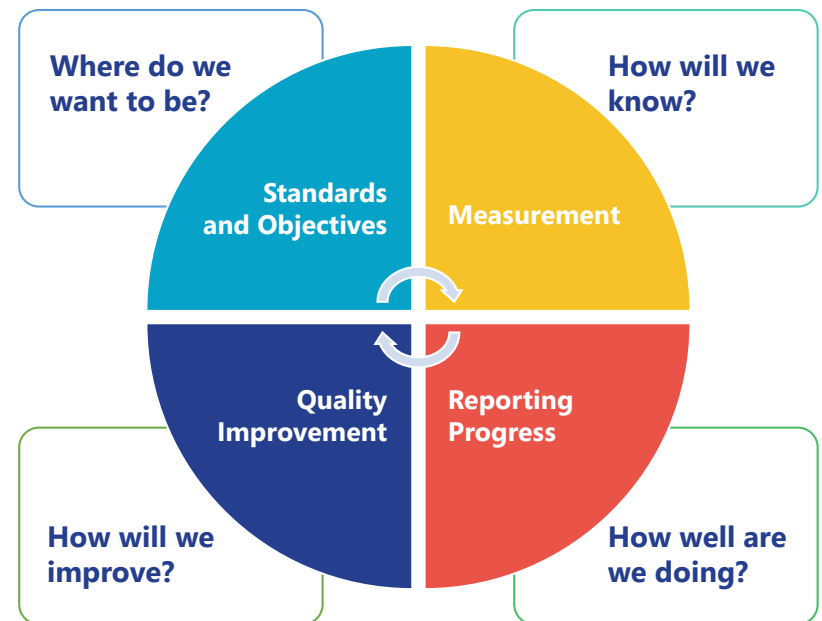 Where do we
want to be?
How will we
know?
Standards
and Objectives
Measurement
Quality
Improvement
Reporting
Progress
How will we
improve?
How well are
we doing?